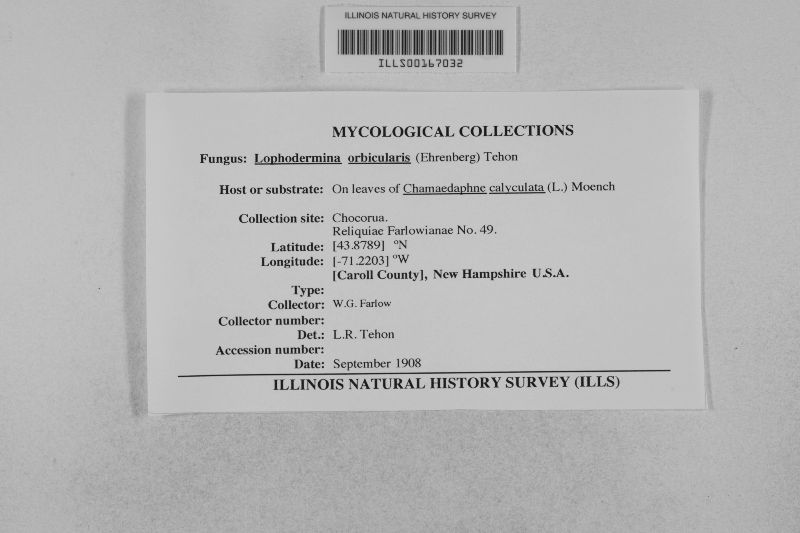 ILLINOIS NATURAL HISTORY SURVEY
ILLS00167032
MYCOLOGICAL COLLECTIONS
Fungus: Lophodermina orbicularis (Ehrenberg) Tehon
Host or substrate: On leaves of Chamaedaphne calyculata (L.) Moench
Collection site: Chocorua.
Reliquiae Farlowianae No. 49.
Latitude: [43.8789] °N
Longitude: [-71.2203] °W
[Caroll County], New Hampshire U.S.A.
Type:
Collector: W.G. Farlow
Collector number:
Det.: L.R. Tehon
Accession number:
Date: September 1908
ILLINOIS NATURAL HISTORY SURVEY (ILLS)